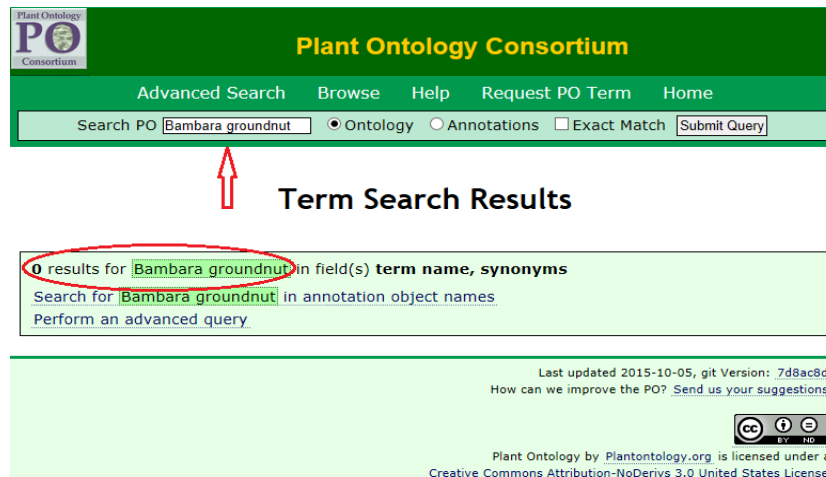 Plant Ontology
PO
Consortium
Plant Ontology Consortium
Advanced Search Browse Help Request PO Term Home
Search PO Bambara groundnut Ontology Annotations Exact Match Submit Query
Term Search Results
0 results for Bambara groundnut in field(s) term name, synonyms
Search for Bambara groundnut in annotation object names
Perform an advanced query
Last updated 2015-10-05, git Version: 7d8ac8d
How can we improve the PO? Send us your suggestions
cc BY ND
Plant Ontology by Plantontology.org is licensed under a
Creative Commons Attribution-NoDerivs 3.0 United States License